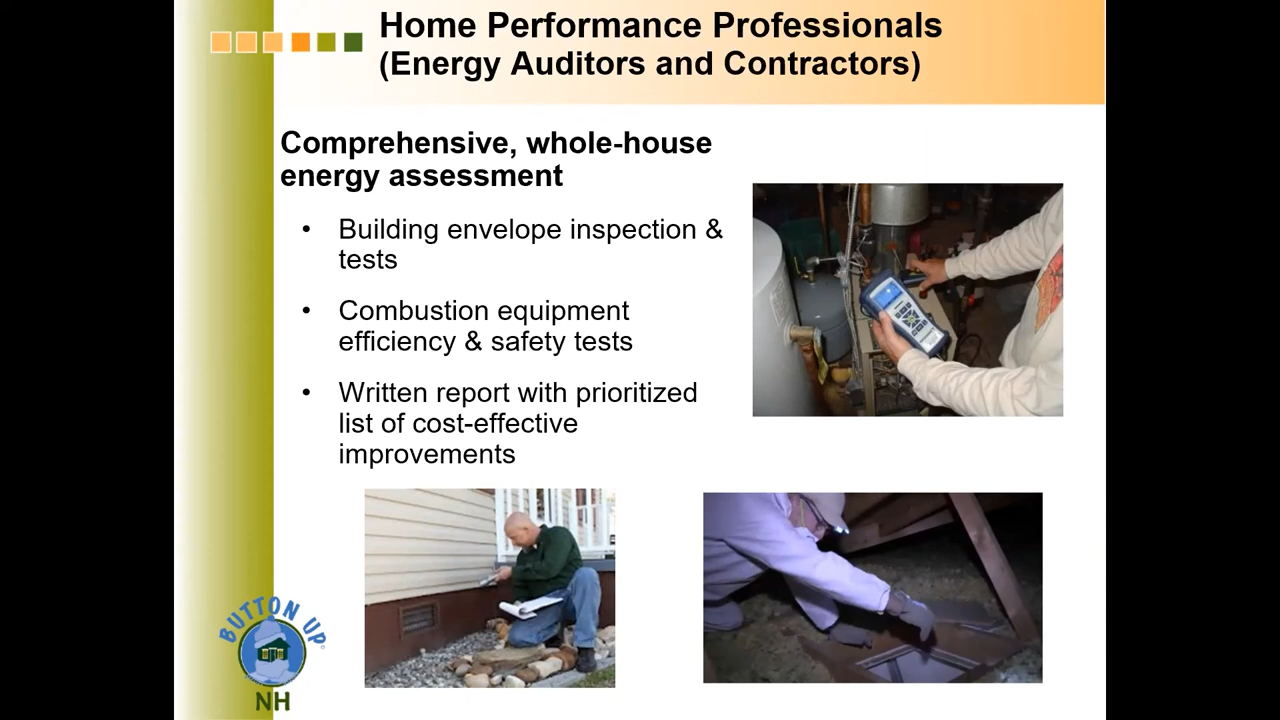 Home Performance Professionals
(Energy Auditors and Contractors)
Comprehensive, whole-house
energy assessment
• Building envelope inspection &
tests
• Combustion equipment
efficiency & safety tests
• Written report with prioritized
list of cost-effective
improvements
BUTTON UP
NH